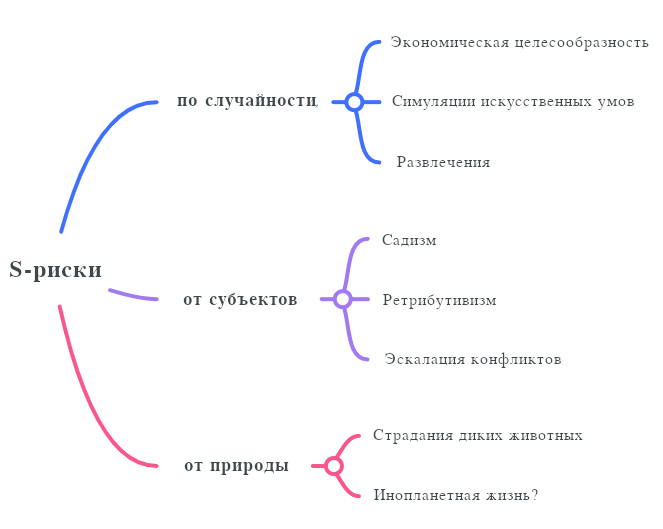 Экономическая целесообразность
по случайности,
Симуляции искусственных умов
Развлечения
Садизм
S-риски
от субъектов
Ретрибутивизм
Эскалация конфликтов
Страдания диких животных
от природы
Инопланетная жизнь?